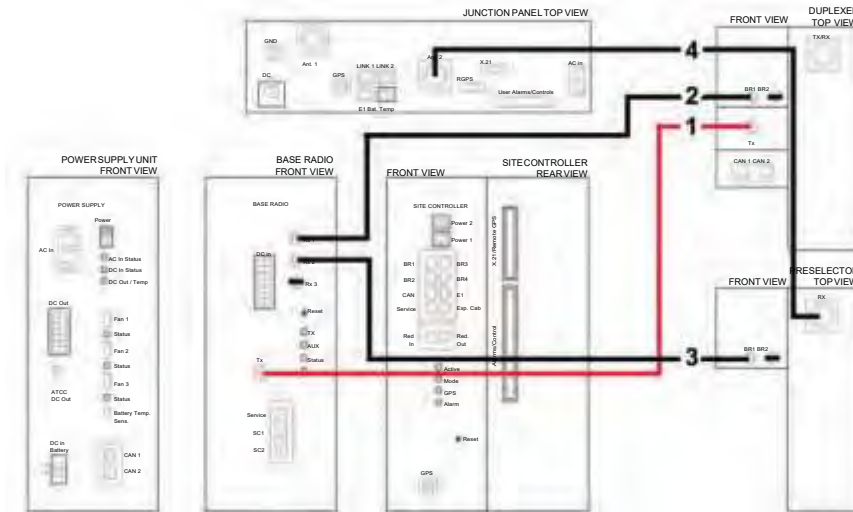 JUNCTION PANEL TOP VIEW
GND
Ant. 1
DC
GPS
LINK 1 LINK 2
E1 Bat. Temp
RGPS
X.21
User Alarms/Controls
AC in
4
2
1
FRONT VIEW
BR1 BR2
Tx
CAN 1 CAN 2
TOP VIEW
TX/RX
POWER SUPPLY UNIT
FRONT VIEW
POWER SUPPLY
Power
AC In
AC In Status
DC In Status
DC Out / Temp
DC Out
Fan 1
Status
Fan 2
Status
Fan 3
Status
ATCC
DC Out
Battery Temp.
Sens.
DC in
Battery
CAN 1
CAN 2
BASE RADIO
FRONT VIEW
BASE RADIO
DC in
Rx 3
Reset
TX
AUX
Status
Tx
Service
SC1
SC2
FRONT VIEW
SITE CONTROLLER
Power 2
Power 1
BR1
BR3
BR2
BR4
CAN
E1
Service
Exp. Cab
Red
In
Red.
Out
Active
Mode
GPS
Alarm
Reset
GPS
SITE CONTROLLER
REAR VIEW
X.21/Remote GPS
Alarms/Control
3
FRONT VIEW
BR1 BR2
TOP VIEW
RX